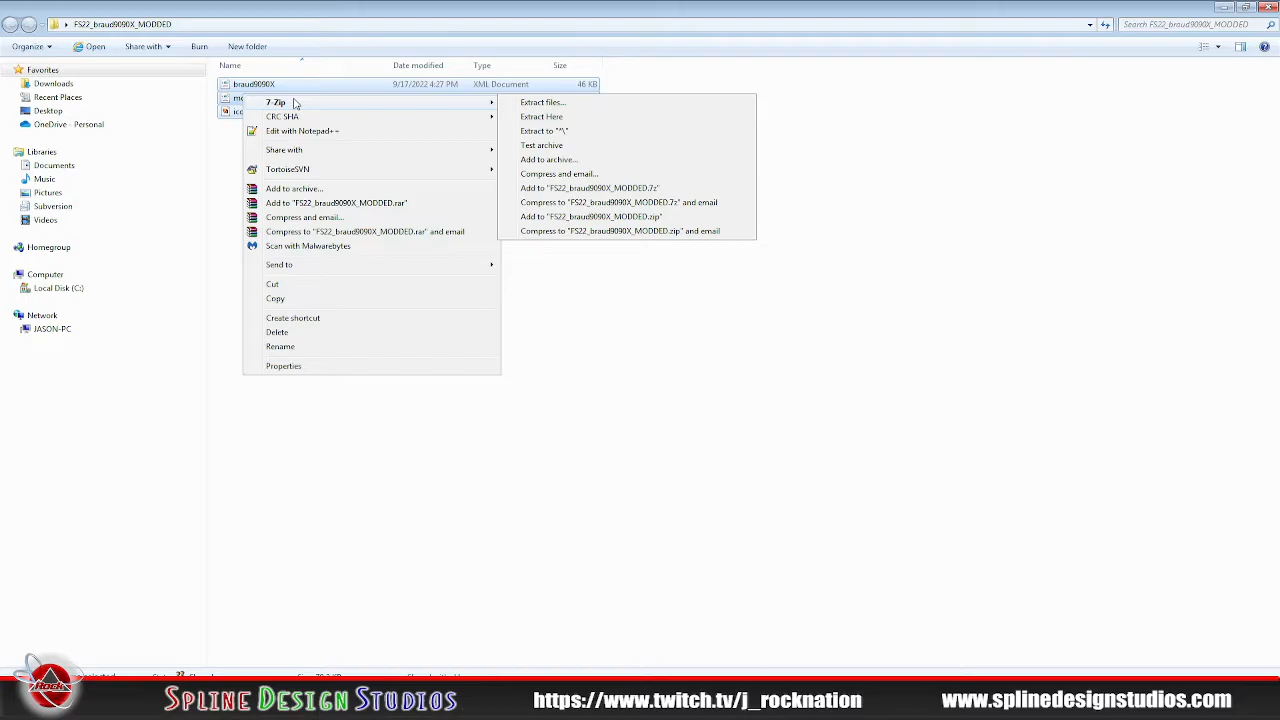 FS22_braud9090X_MODDED
Search FS22_braud9090X_MODDED
Organize Open Share with Burn New folder
Name Date modified Type Size
Favorites
Downloads
Recent Places
Desktop
OneDrive - Personal
Libraries
Documents
Music
Pictures
Subversion
Videos
Homegroup
Computer
Local Disk (C:)
Network
JASON-PC
braud9090X 9/17/2022 4:27 PM XML Document 46 KB
7-Zip
CRC SHA
Edit with Notepad++
Share with
TortoiseSVN
Add to archive...
Add to "FS22_braud9090X_MODDED.rar"
Compress and email...
Compress to "FS22_braud9090X_MODDED.rar" and email
Scan with Malwarebytes
Send to
Cut
Copy
Create shortcut
Delete
Rename
Properties
Extract files...
Extract Here
Extract to "*\"
Test archive
Add to archive...
Compress and email...
Add to "FS22_braud9090X_MODDED.7z"
Compress to "FS22_braud9090X_MODDED.7z" and email
Add to "FS22_braud9090X_MODDED.zip"
Compress to "FS22_braud9090X_MODDED.zip" and email
ROCK
Spline Design Studios
https://www.twitch.tv/j_rocknation
www.splinedesignstudios.com